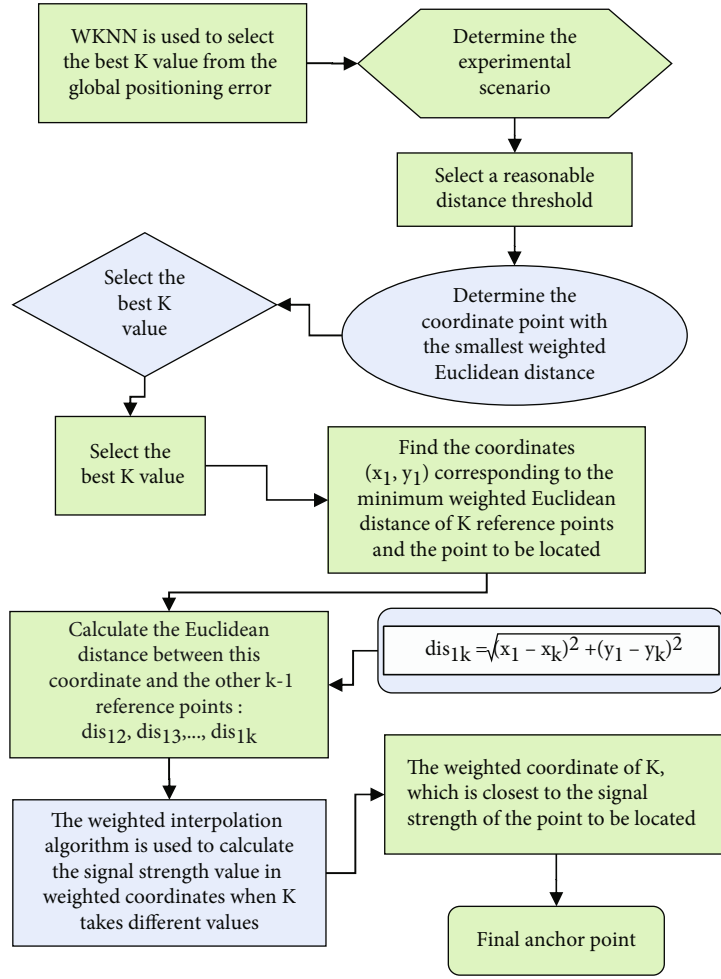 WKNN is used to select
the best K value from the
global positioning error
Determine the
experimental
scenario
Select a reasonable
distance threshold
Determine the
coordinate point with
the smallest weighted
Euclidean distance
Select the
best K
value
Select the
best K value
Find the coordinates
(x₁, y₁) corresponding to the
minimum weighted Euclidean
distance of K reference points
and the point to be located
Calculate the Euclidean
distance between this
coordinate and the other k-1
reference points :
dis₁₂, dis₁₃,..., dis₁ₖ
dis₁ₖ =√(x₁ – xₖ)² +(y₁ – yₖ)²
The weighted interpolation
algorithm is used to calculate
the signal strength value in
weighted coordinates when K
takes different values
The weighted coordinate of K,
which is closest to the signal
strength of the point to be located
Final anchor point